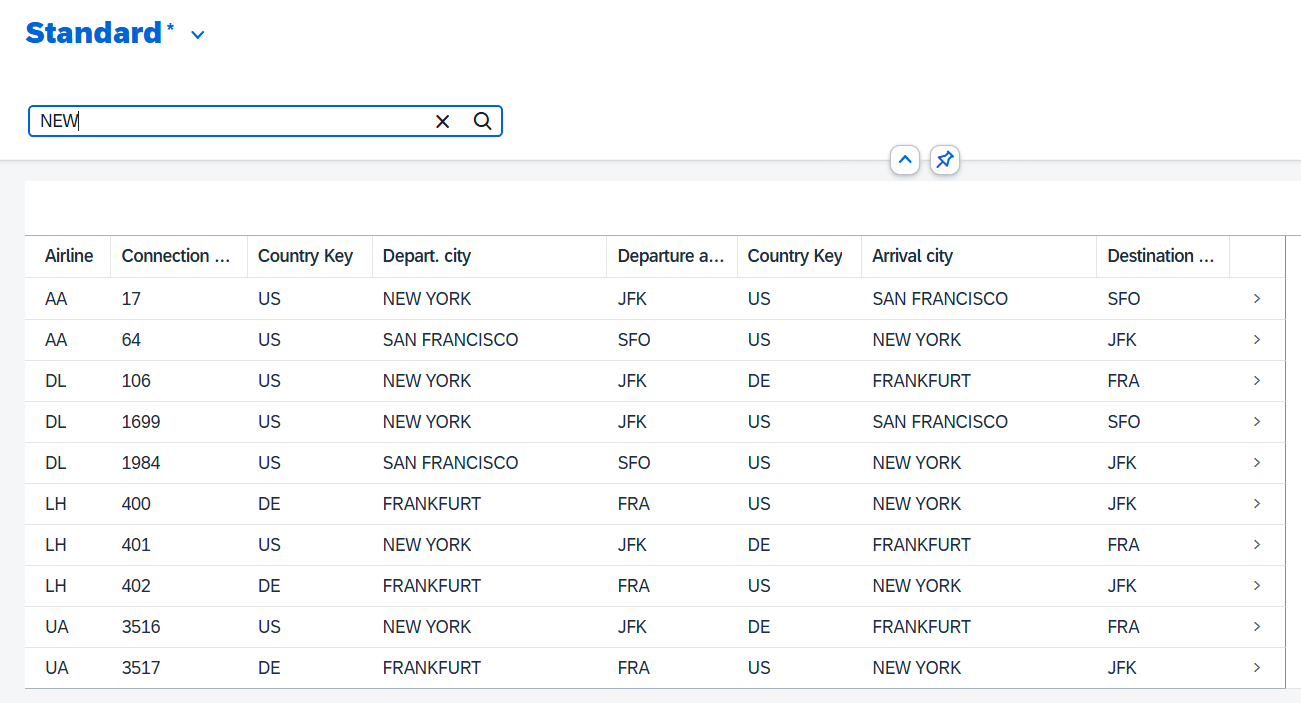 Standard*
NEW
Airline Connection ... Country Key Depart. city Departure a... Country Key Arrival city Destination ...
AA 17 US NEW YORK JFK US SAN FRANCISCO SFO
AA 64 US SAN FRANCISCO SFO US NEW YORK JFK
DL 106 US NEW YORK JFK DE FRANKFURT FRA
DL 1699 US NEW YORK JFK US SAN FRANCISCO SFO
DL 1984 US SAN FRANCISCO SFO US NEW YORK JFK
LH 400 DE FRANKFURT FRA US NEW YORK JFK
LH 401 US NEW YORK JFK DE FRANKFURT FRA
LH 402 DE FRANKFURT FRA US NEW YORK JFK
UA 3516 US NEW YORK JFK DE FRANKFURT FRA
UA 3517 DE FRANKFURT FRA US NEW YORK JFK